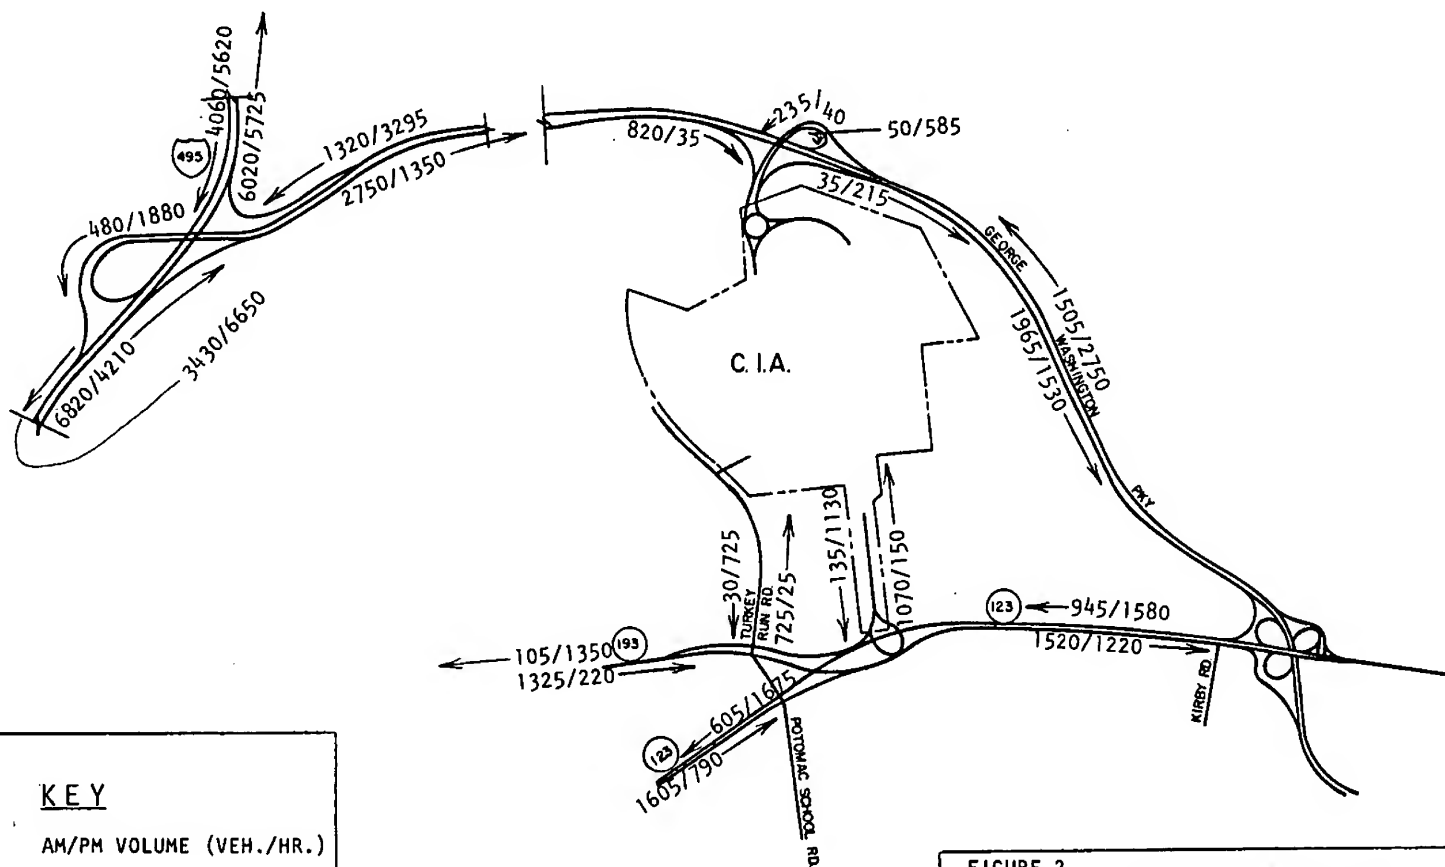 4060/5620
6020/5725
495
1320/3295
2750/1350
480/1880
6820/4210
3430/6650
235/40
50/585
820/35
35/215
GEORGE
WASHINGTON
PKY
1505/2750
1965/1530
C.I.A.
30/725
TURKEY
RUN RD.
725/25
135/1130
1070/150
123
945/1580
1520/1220
KIRBY RD.
105/1350
193
1325/220
605/1675
123
1605/790
POTOMAC SCHOOL RD.
KEY
AM/PM VOLUME (VEH./HR.)
FIGURE 2